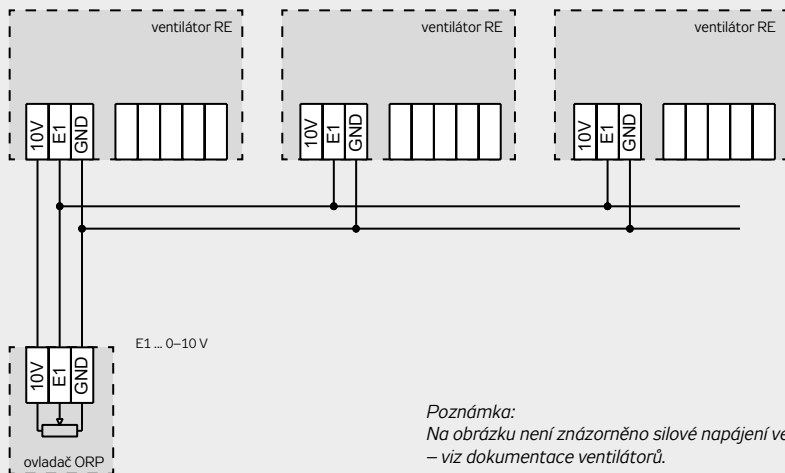 ventilátor RE
ventilátor RE
ventilátor RE
10V
E1
GND
10V
E1
GND
10V
E1
GND
E1 ... 0–10 V
10V
E1
GND
ovladač ORP
Poznámka:
Na obrázku není znázorněno silové napájení
– viz dokumentace ventilátorů.